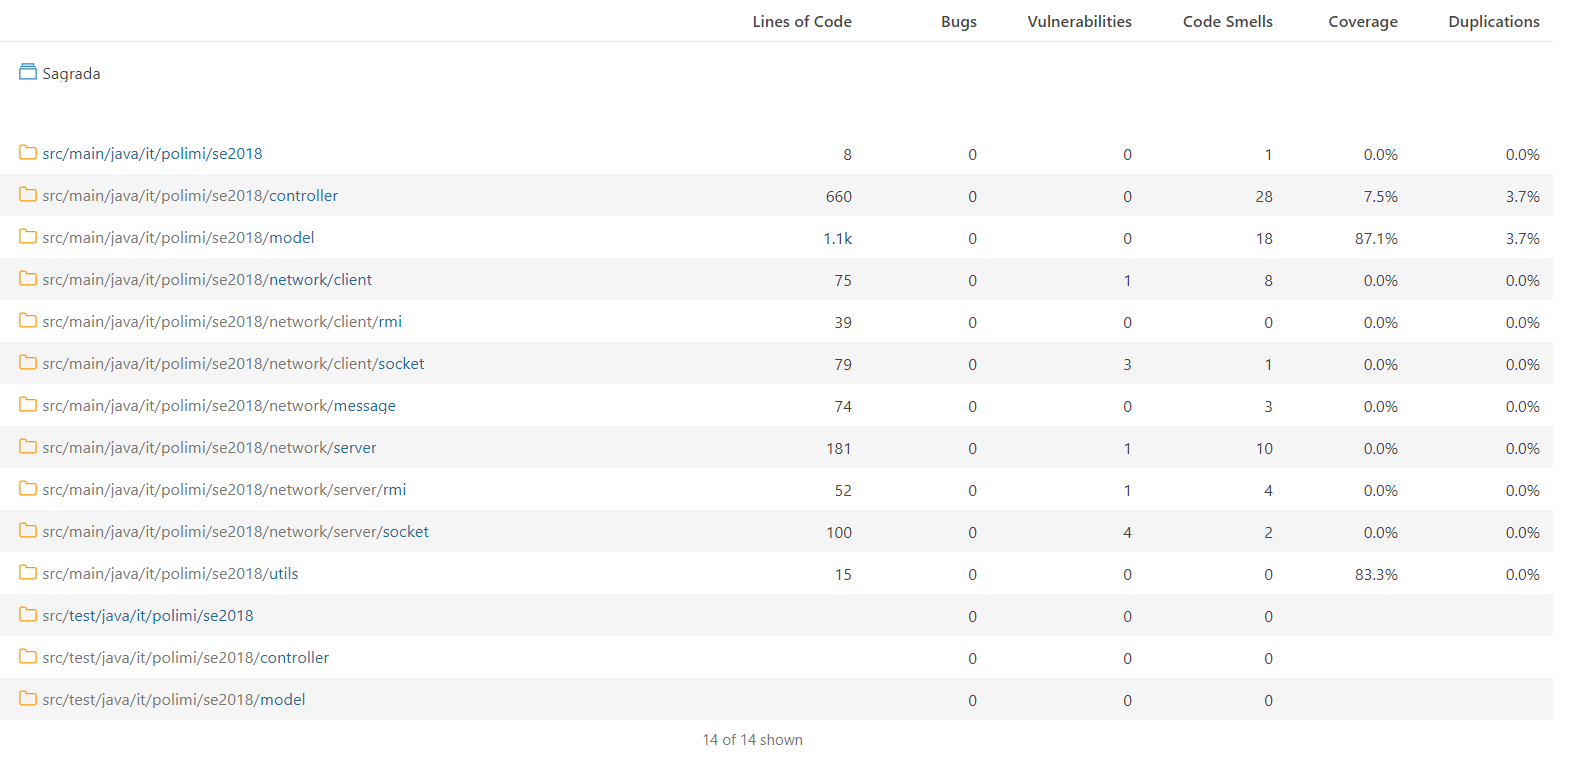 Lines of Code Bugs Vulnerabilities Code Smells Coverage Duplications
Sagrada
src/main/java/it/polimi/se2018 8 0 0 1 0.0% 0.0%
src/main/java/it/polimi/se2018/controller 660 0 0 28 7.5% 3.7%
src/main/java/it/polimi/se2018/model 1.1k 0 0 18 87.1% 3.7%
src/main/java/it/polimi/se2018/network/client 75 0 1 8 0.0% 0.0%
src/main/java/it/polimi/se2018/network/client/rmi 39 0 0 0 0.0% 0.0%
src/main/java/it/polimi/se2018/network/client/socket 79 0 3 1 0.0% 0.0%
src/main/java/it/polimi/se2018/network/message 74 0 0 3 0.0% 0.0%
src/main/java/it/polimi/se2018/network/server 181 0 1 10 0.0% 0.0%
src/main/java/it/polimi/se2018/network/server/rmi 52 0 1 4 0.0% 0.0%
src/main/java/it/polimi/se2018/network/server/socket 100 0 4 2 0.0% 0.0%
src/main/java/it/polimi/se2018/utils 15 0 0 0 83.3% 0.0%
src/test/java/it/polimi/se2018 0 0 0
src/test/java/it/polimi/se2018/controller 0 0 0
src/test/java/it/polimi/se2018/model 0 0 0
14 of 14 shown